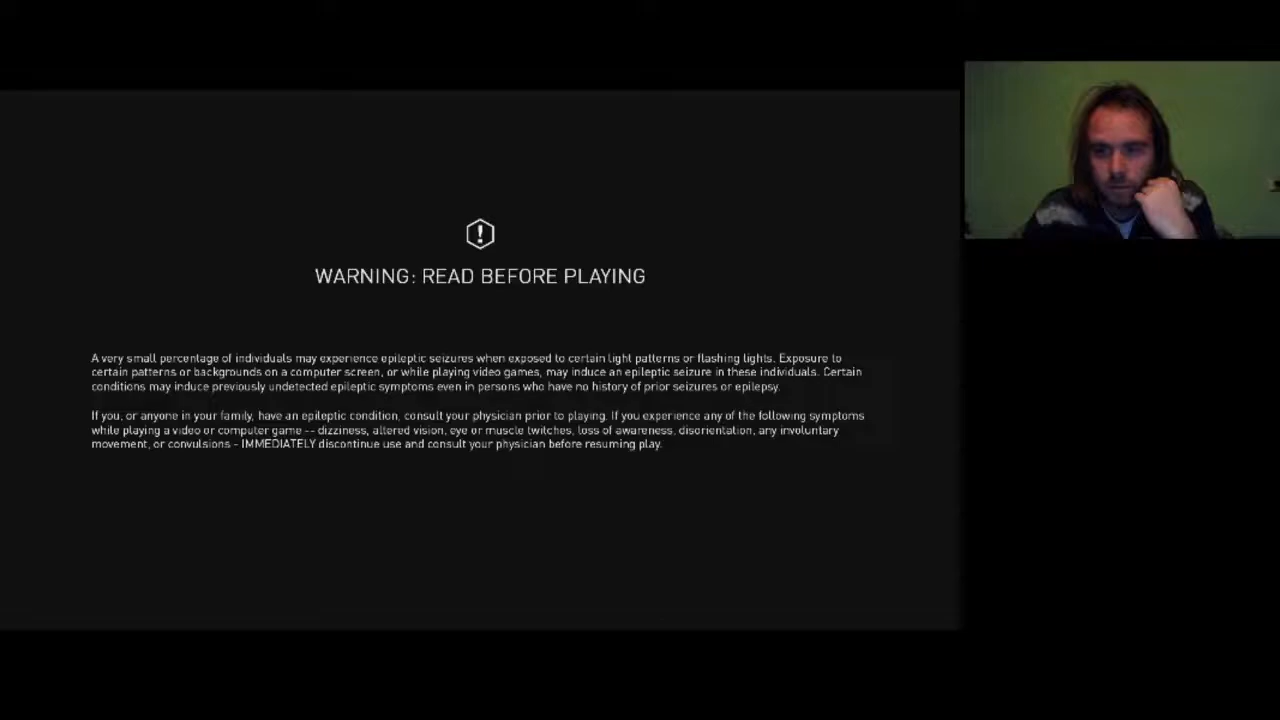 WARNING: READ BEFORE PLAYING
A very small percentage of individuals may experience epileptic seizures when exposed to certain light patterns or flashing lights. Exposure to
certain patterns or backgrounds on a computer screen, or while playing video games, may induce an epileptic seizure in these individuals. Certain
conditions may induce previously undetected epileptic symptoms even in persons who have no history of prior seizures or epilepsy.
If you, or anyone in your family, have an epileptic condition, consult your physician prior to playing. If you experience any of the following symptoms
while playing a video or computer game -- dizziness, altered vision, eye or muscle twitches, loss of awareness, disorientation, any involuntary
movement, or convulsions - IMMEDIATELY discontinue use and consult your physician before resuming play.